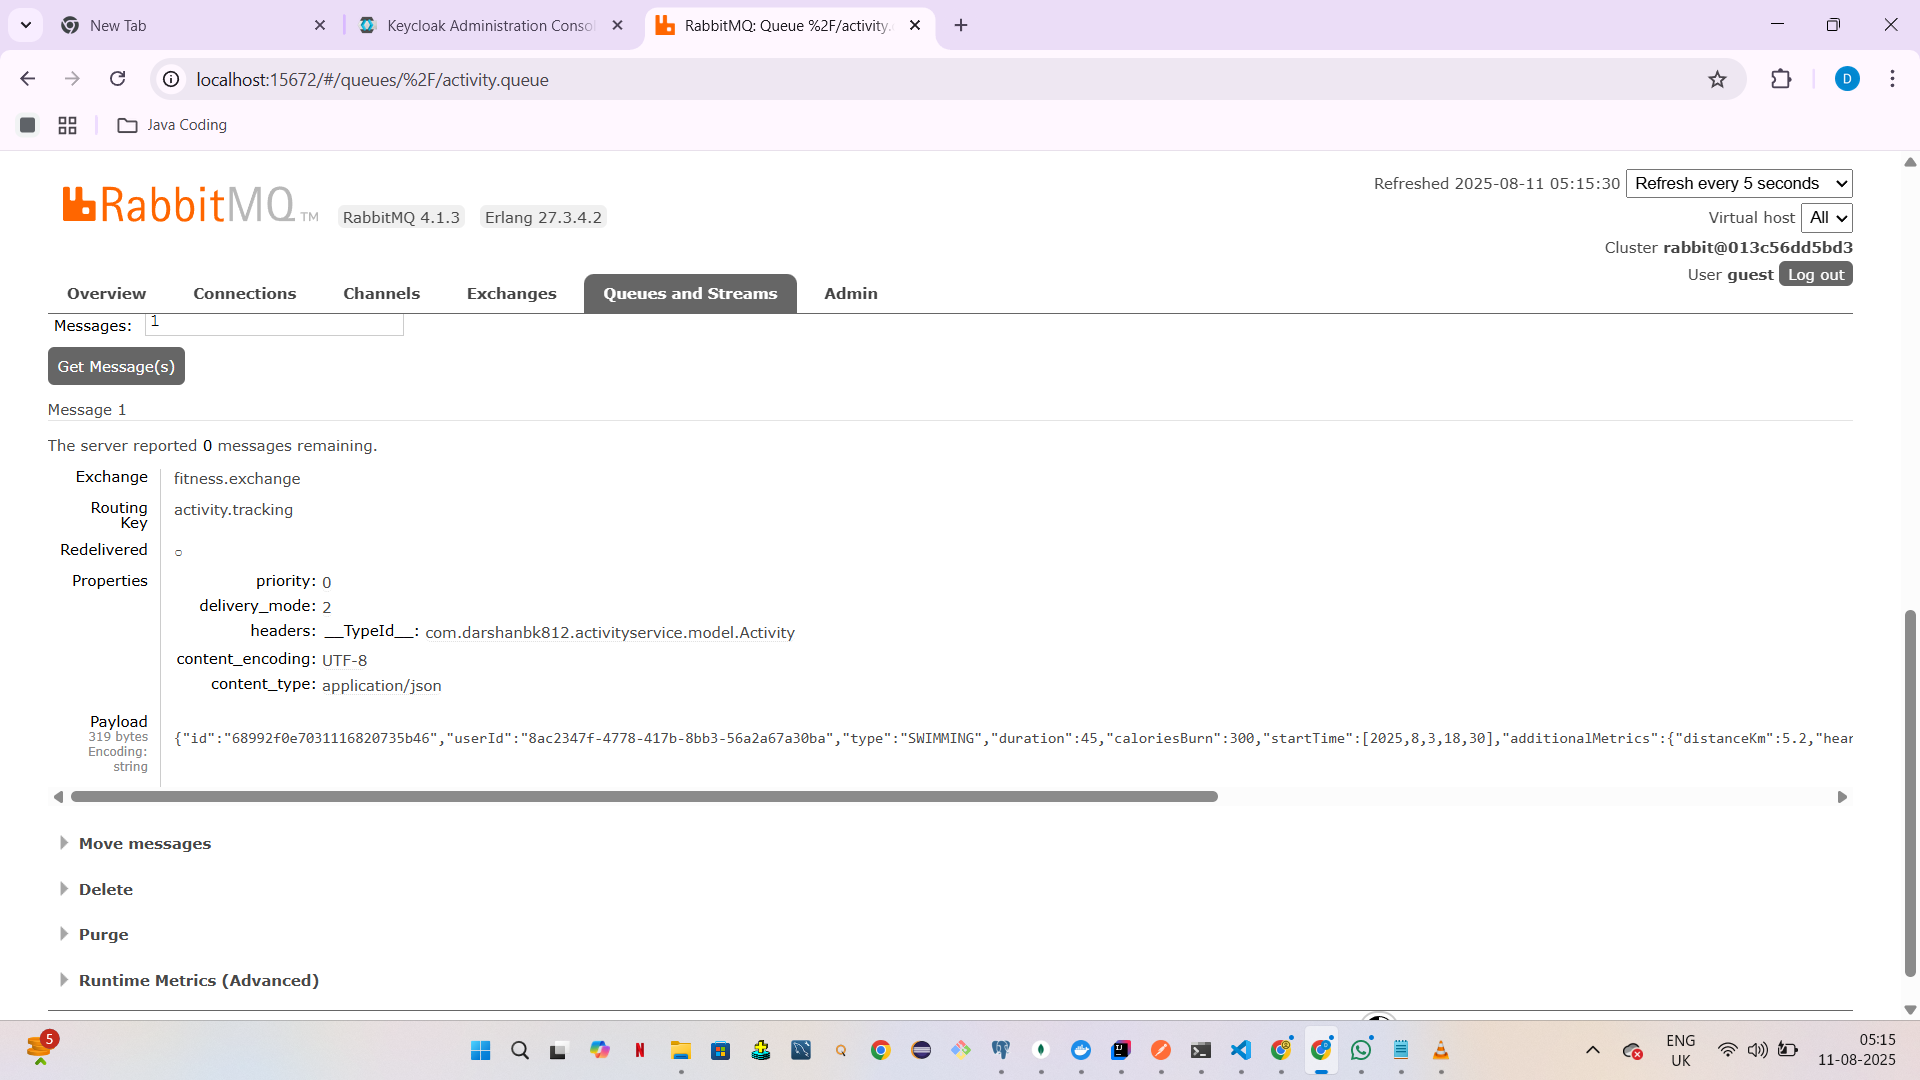 New Tab
Keycloak Administration Consol
RabbitMQ: Queue %2F/activity.
localhost:15672/#/queues/%2F/activity.queue
D
Java Coding
RabbitMQ TM
RabbitMQ 4.1.3
Erlang 27.3.4.2
Refreshed 2025-08-11 05:15:30
Refresh every 5 seconds
Virtual host All
Cluster rabbit@013c56dd5bd3
User guest Log out
Overview
Connections
Channels
Exchanges
Queues and Streams
Admin
Messages: 1
Get Message(s)
Message 1
The server reported 0 messages remaining.
Exchange fitness.exchange
Routing Key activity.tracking
Redelivered ○
Properties
priority: 0
delivery_mode: 2
headers: __TypeId__: com.darshanbk812.activityservice.model.Activity
content_encoding: UTF-8
content_type: application/json
Payload
319 bytes
Encoding: string
{"id":"68992f0e7031116820735b46","userId":"8ac2347f-4778-417b-8bb3-56a2a67a30ba","type":"SWIMMING","duration":45,"caloriesBurn":300,"startTime":[2025,8,3,18,30],"additionalMetrics":{"distanceKm":5.2,"hear
Move messages
Delete
Purge
Runtime Metrics (Advanced)
5
ENG
UK
05:15
11-08-2025